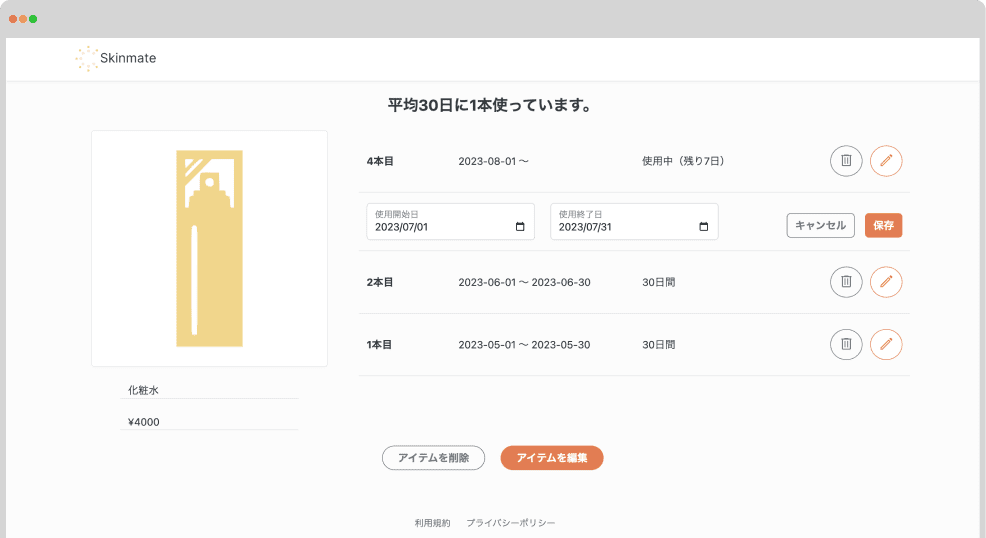 Skinmate
平均30日に1本使っています。
4本目 2023-08-01 〜 使用中（残り7日）
使用開始日 使用終了日
2023/07/01 2023/07/31 キャンセル 保存
2本目 2023-06-01 〜 2023-06-30 30日間
1本目 2023-05-01 〜 2023-05-30 30日間
化粧水
¥4000
アイテムを削除 アイテムを編集
利用規約 プライバシーポリシー